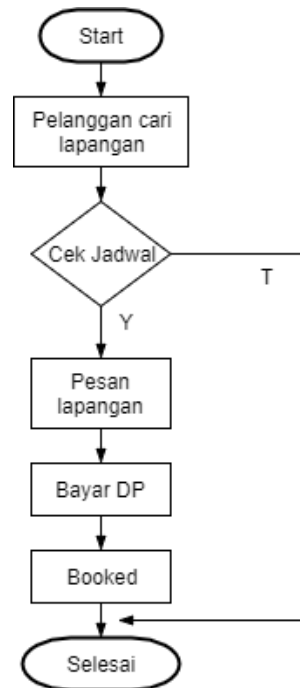 Start
Pelanggan cari
lapangan
Cek Jadwal
T
Y
Pesan
lapangan
Bayar DP
Booked
Selesai